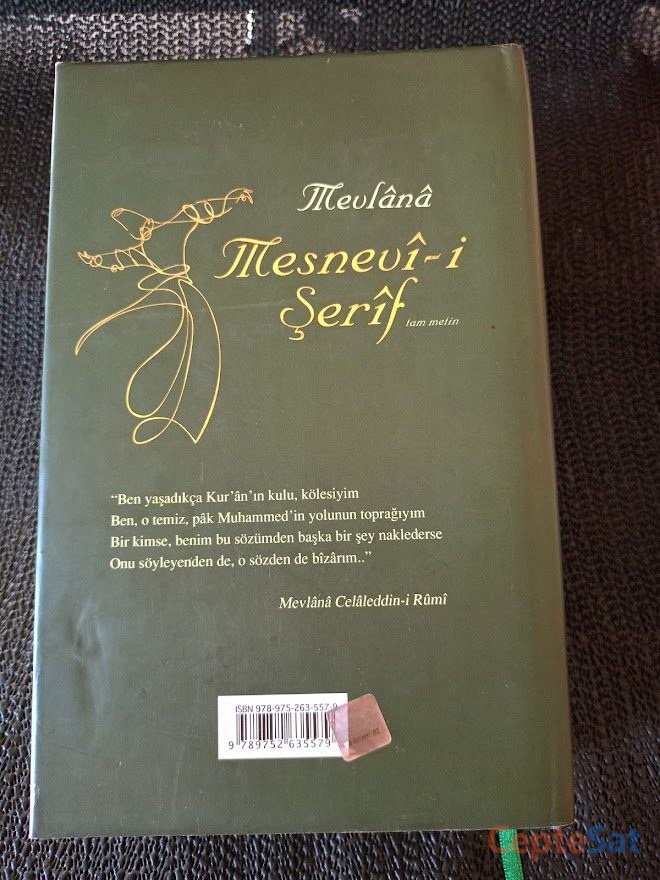 Mevlânâ
Mesnevî-i
Şerîf tam metin
“Ben yaşadıkça Kur’ân’ın kulu, kölesiyim
Ben, o temiz, pâk Muhammed’in yolunun toprağıyım
Bir kimse, benim bu sözümden başka bir şey naklederse
Onu söyleyenden de, o sözden de bîzârım..”
Mevlânâ Celâleddin-i Rûmî
ISBN 978-975-263-557-9
9 789752 635579
CepteSat